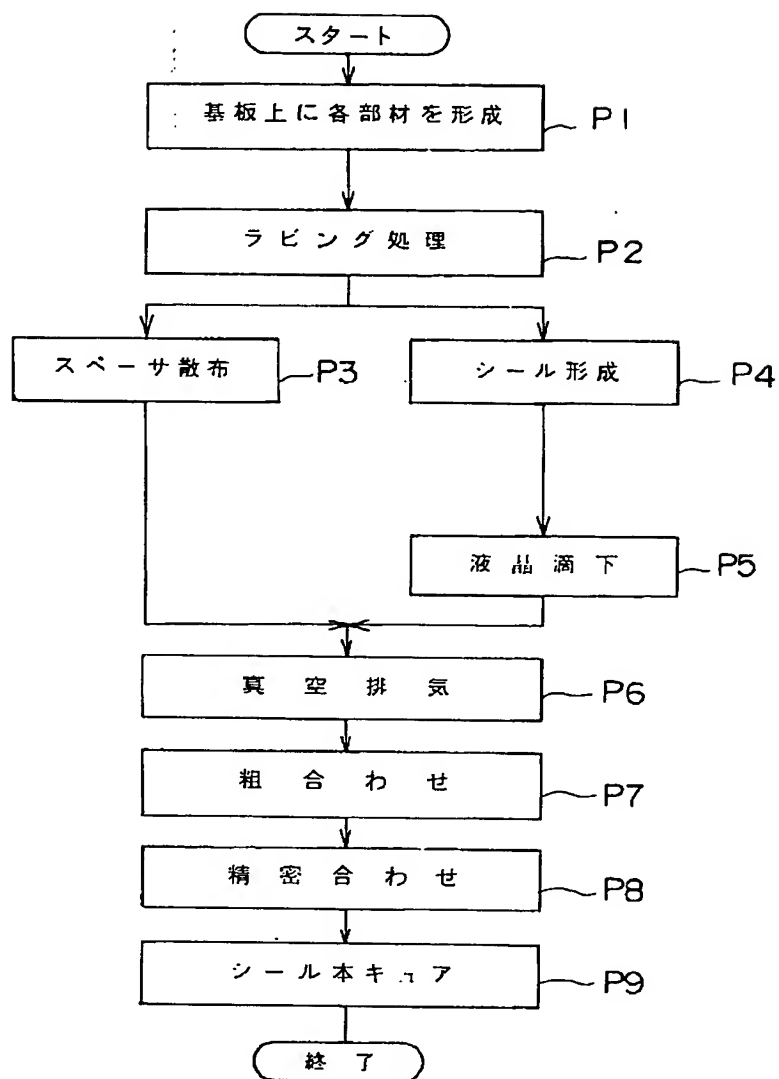 スタート
基板上に各部材を形成 P1
ラビング処理 P2
スペーサ散布 P3
シール形成 P4
液晶滴下 P5
真空排気 P6
粗合わせ P7
精密合わせ P8
シール本キュア P9
終了